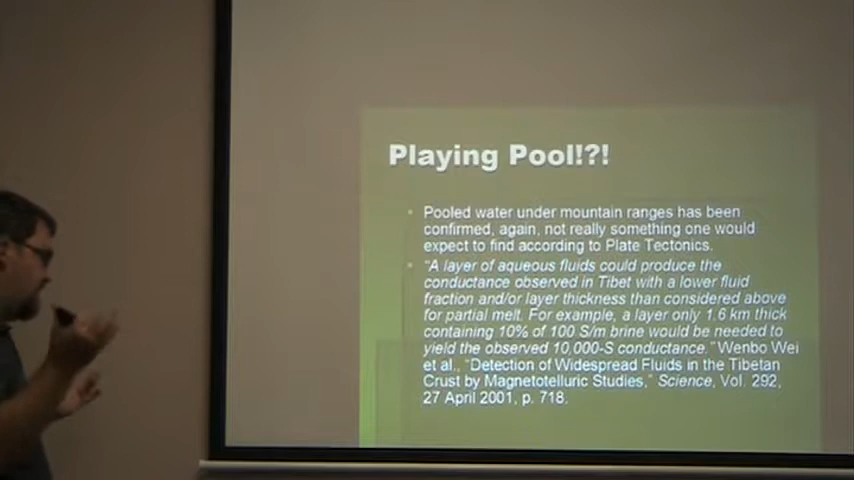 Playing Pool!?!
Pooled water under mountain ranges has been
confirmed, again, not really something one would
expect to find according to Plate Tectonics.
"A layer of aqueous fluids could produce the
conductance observed in Tibet with a lower fluid
fraction and/or layer thickness than considered above
for partial melt. For example, a layer only 1.6 km thick
containing 10% of 100 S/m brine would be needed to
yield the observed 10,000-S conductance." Wenbo Wei
et al., "Detection of Widespread Fluids in the Tibetan
Crust by Magnetotelluric Studies," Science, Vol. 292,
27 April 2001, p. 718.